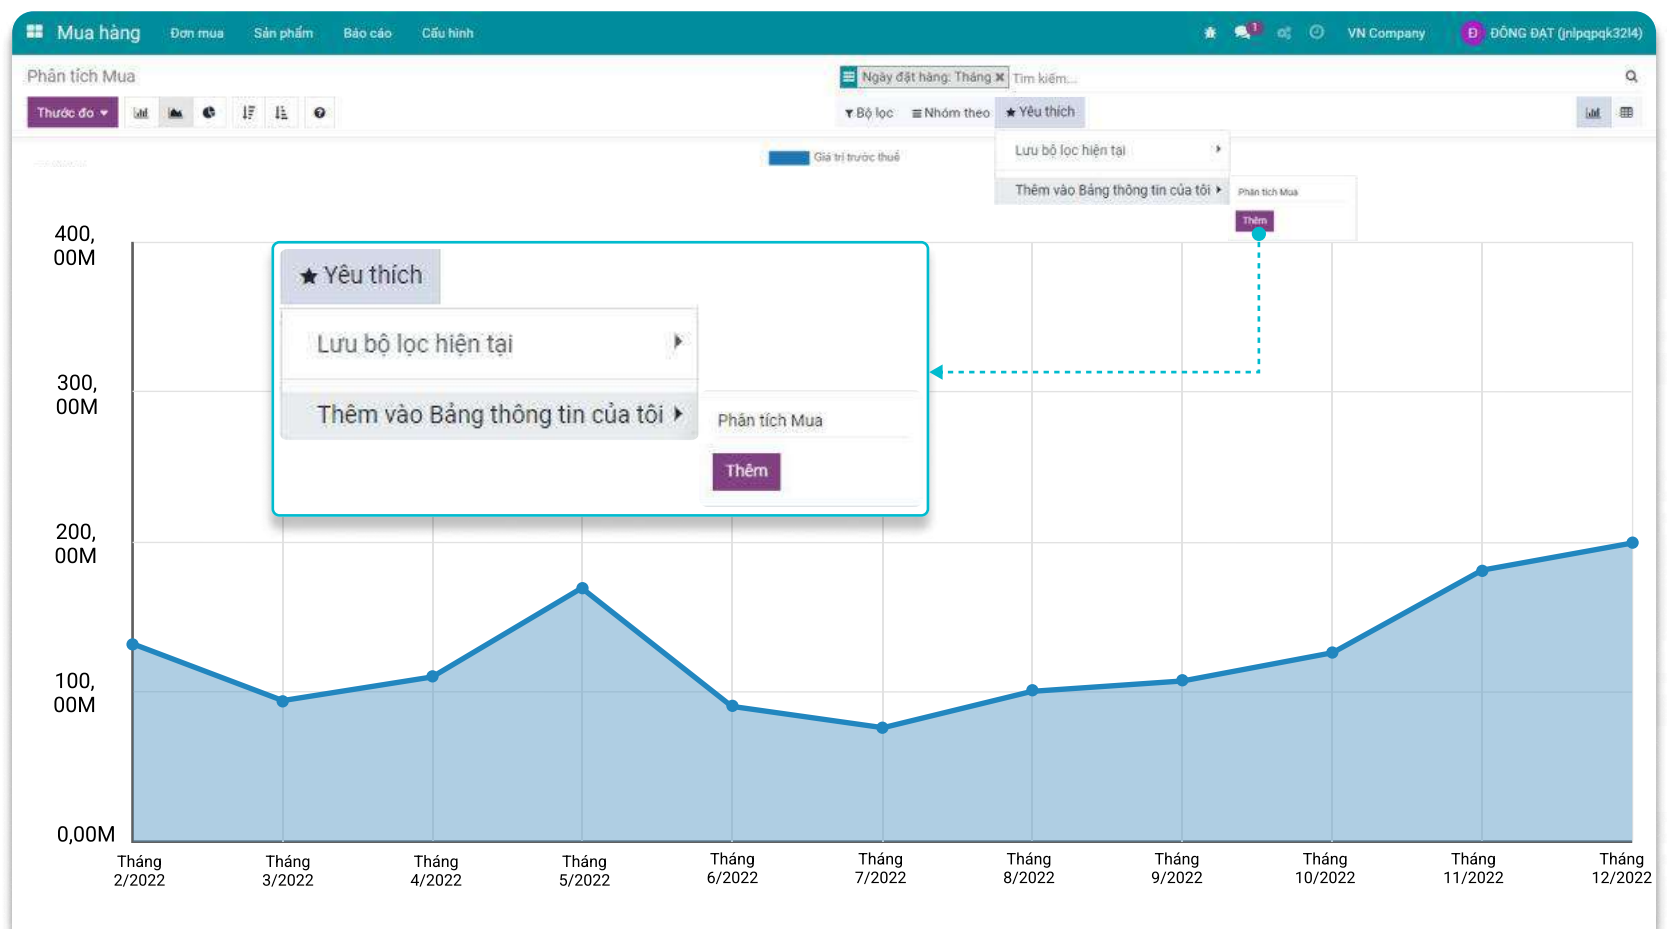 Mua hàng Đơn mua Sản phẩm Báo cáo Cấu hình 1 VN Company Đ ĐÔNG ĐẠT (jnlpqpqk32l4)
Phân tích Mua Ngày đặt hàng: Tháng × Tìm kiếm...
Thước đo Bộ lọc Nhóm theo Yêu thích
Giá trị trước thuế
Lưu bộ lọc hiện tại
Thêm vào Bảng thông tin của tôi Phân tích Mua
Thêm
400,
00M
Yêu thích
Lưu bộ lọc hiện tại
300,
00M
Thêm vào Bảng thông tin của tôi
Phân tích Mua
Thêm
200,
00M
100,
00M
0,00M
Tháng
2/2022
Tháng
3/2022
Tháng
4/2022
Tháng
5/2022
Tháng
6/2022
Tháng
7/2022
Tháng
8/2022
Tháng
9/2022
Tháng
10/2022
Tháng
11/2022
Tháng
12/2022